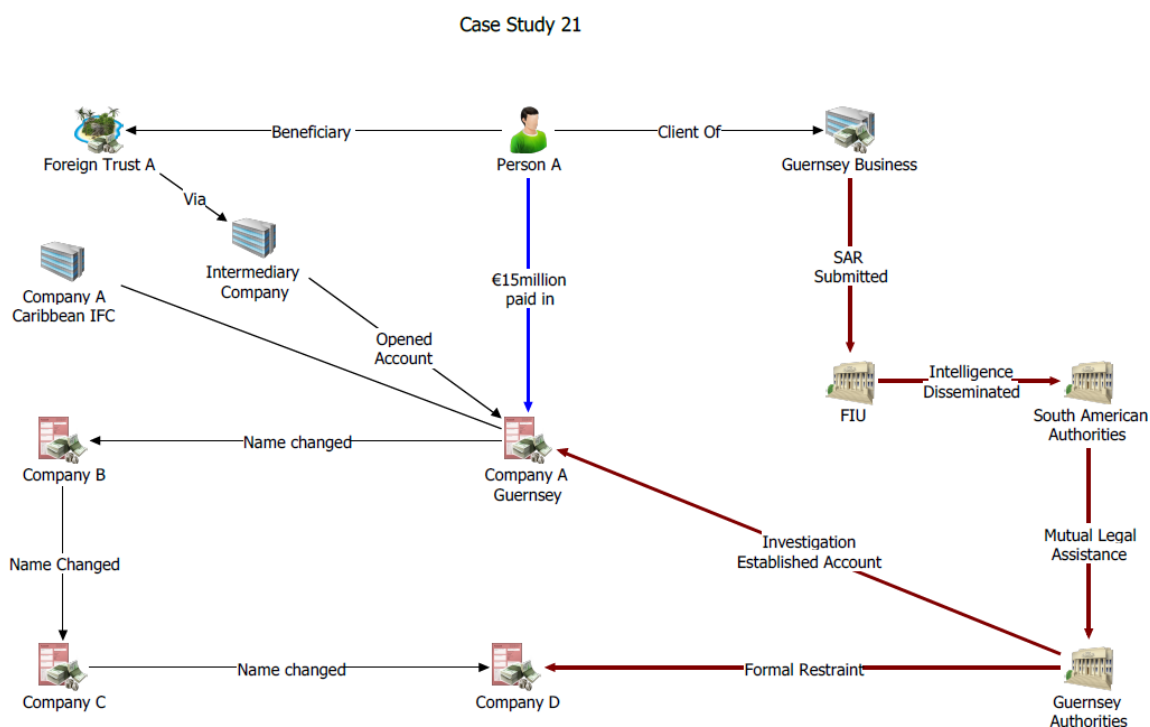 Case Study 21
Beneficiary
Client Of
Foreign Trust A
Person A
Guernsey Business
Via
SAR
Submitted
Intermediary
Company
€15million
paid in
Company A
Caribbean IFC
Opened
Account
Intelligence
Disseminated
FIU
South American
Authorities
Name changed
Company B
Company A
Guernsey
Investigation
Established Account
Mutual Legal
Assistance
Name Changed
Name changed
Formal Restraint
Company C
Company D
Guernsey
Authorities